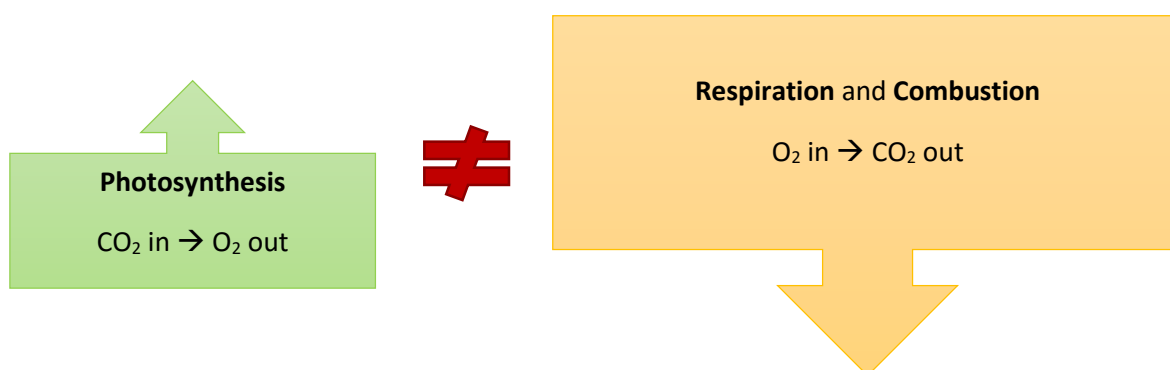 Photosynthesis
CO₂ in → O₂ out
≠
Respiration and Combustion
O₂ in → CO₂ out